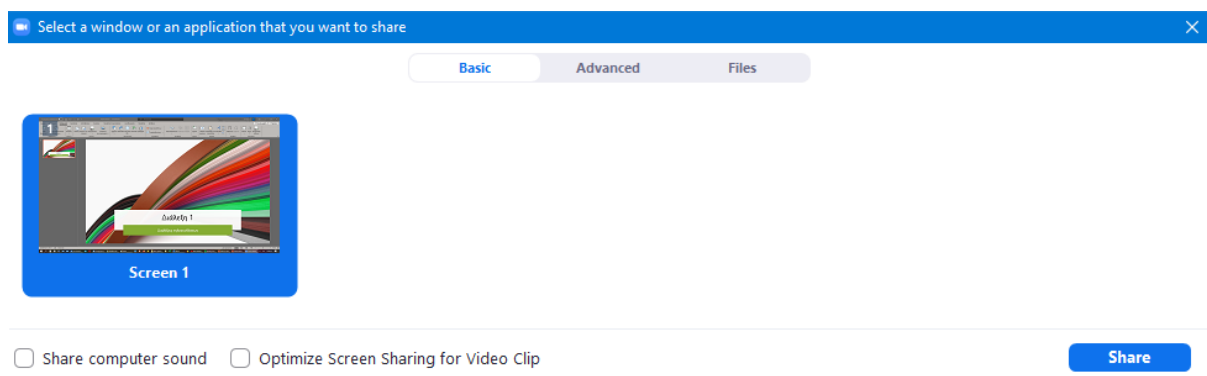 Select a window or an application that you want to share
Basic Advanced Files
1
Διάλεξη 1
Screen 1
Share computer sound Optimize Screen Sharing for Video Clip Share